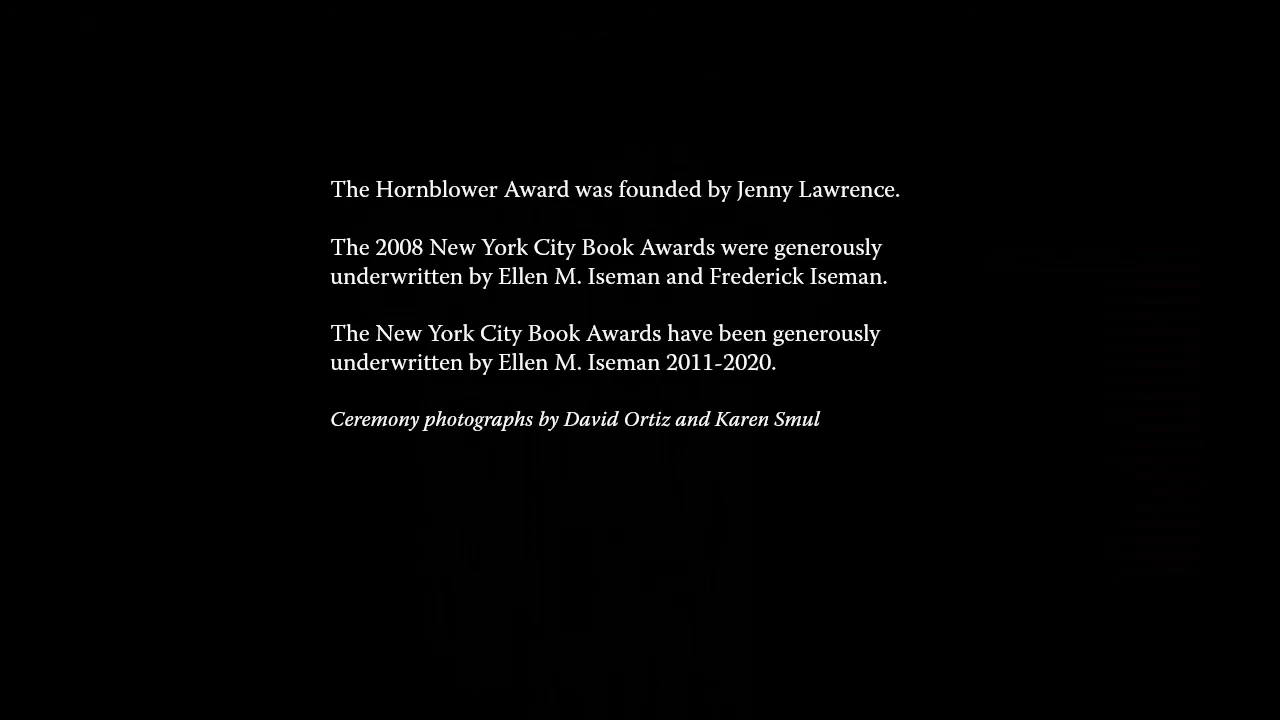 The Hornblower Award was founded by Jenny Lawrence.
The 2008 New York City Book Awards were generously
underwritten by Ellen M. Iseman and Frederick Iseman.
The New York City Book Awards have been generously
underwritten by Ellen M. Iseman 2011-2020.
Ceremony photographs by David Ortiz and Karen Smul